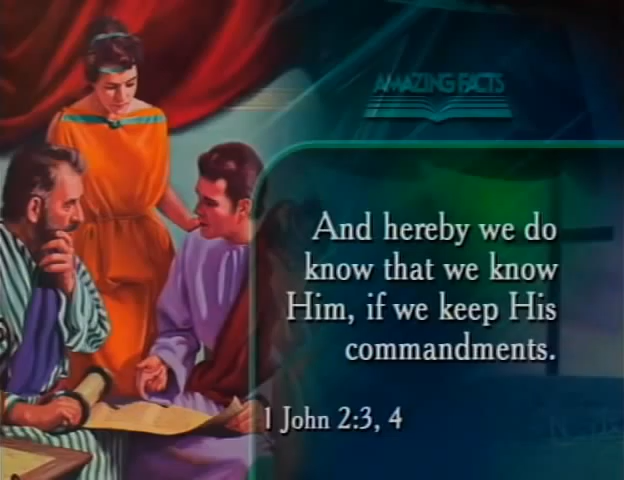 AMAZING FACTS
And hereby we do
know that we know
Him, if we keep His
commandments.
1 John 2:3, 4